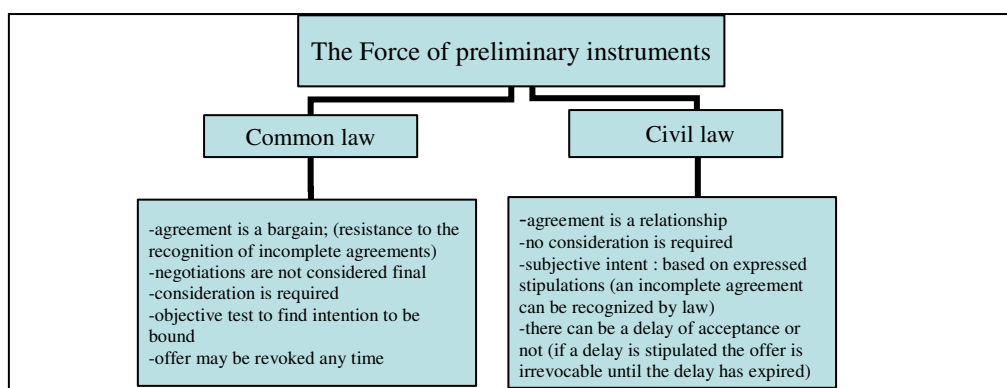 The Force of preliminary instruments
Common law
Civil law
-agreement is a bargain; (resistance to the
recognition of incomplete agreements)
-negotiations are not considered final
-consideration is required
-objective test to find intention to be
bound
-offer may be revoked any time
-agreement is a relationship
-no consideration is required
-subjective intent : based on expressed
stipulations (an incomplete agreement
can be recognized by law)
-there can be a delay of acceptance or
not (if a delay is stipulated the offer is
irrevocable until the delay has expired)